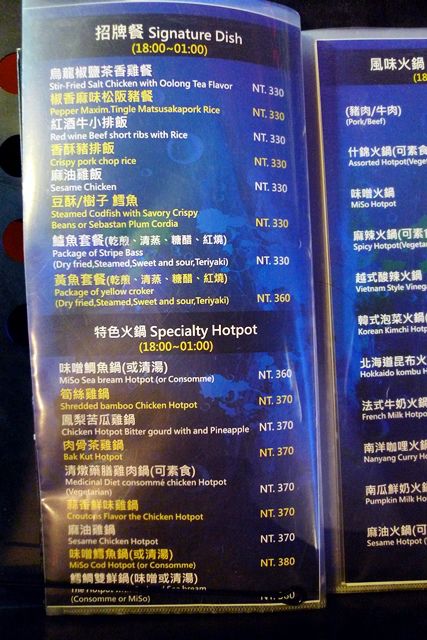 招牌餐 Signature Dish
(18:00~01:00)
烏龍椒鹽茶香雞餐
Stir-Fried Salt Chicken with Oolong Tea Flavor NT. 330
椒香麻味松阪豬餐
Pepper Maxim.Tingle Matsusakapork Rice NT. 330
紅酒牛小排飯
Red wine Beef short ribs with Rice NT. 330
香酥豬排飯
Crispy pork chop rice NT. 330
麻油雞飯
Sesame Chicken NT. 330
豆酥/樹子 鱈魚
Steamed Codfish with Savory Crispy
Beans or Sebastan Plum Cordia NT. 330
鱸魚套餐(乾煎、清蒸、糖醋、紅燒)
Package of Stripe Bass
(Dry fried,Steamed,Sweet and sour,Teriyaki) NT. 330
黃魚套餐(乾煎、清蒸、糖醋、紅燒)
Package of yellow croker
(Dry fried,Steamed,Sweet and sour,Teriyaki) NT. 360
特色火鍋 Specialty Hotpot
(18:00~01:00)
味噌鯛魚鍋(或清湯)
MiSo Sea bream Hotpot (or Consomme) NT. 360
筍絲雞鍋
Shredded bamboo Chicken Hotpot NT. 370
鳳梨苦瓜雞鍋
Chicken Hotpot Bitter gourd with and Pineapple NT. 370
肉骨茶雞鍋
Bak Kut Hotpot NT. 370
清燉藥膳雞肉鍋(可素食)
Medicinal Diet consommé chicken Hotpot
(Vegetarian) NT. 370
蒜香鮮味雞鍋
Croutons Flavor the Chicken Hotpot NT. 370
麻油雞鍋
Sesame Chicken Hotpot NT. 370
味噌鱈魚鍋(或清湯)
MiSo Cod Hotpot (or Consomme) NT. 380
鱈鯛雙鮮鍋(味噌或清湯)
(Consomme or MiSo)
風味火鍋
(18
(豬肉/牛肉)
(Pork/Beef)
什錦火鍋(可素食
Assorted Hotpot(Veget
味噌火鍋
MiSo Hotpot
麻辣火鍋(可素
Spicy Hotpot(Vegetar
越式酸辣火鍋
Vietnam Style Vineg
韓式泡菜火鍋(
Korean Kimchi Hotp
北海道昆布火
Hokkaido kombu H
法式牛奶火鍋
French Milk Hotpot
南洋咖哩火鍋
Nanyang Curry Ho
南瓜鮮奶火鍋
Pumpkin Milk Hotp
麻油火鍋(可
Sesame Hotpot (